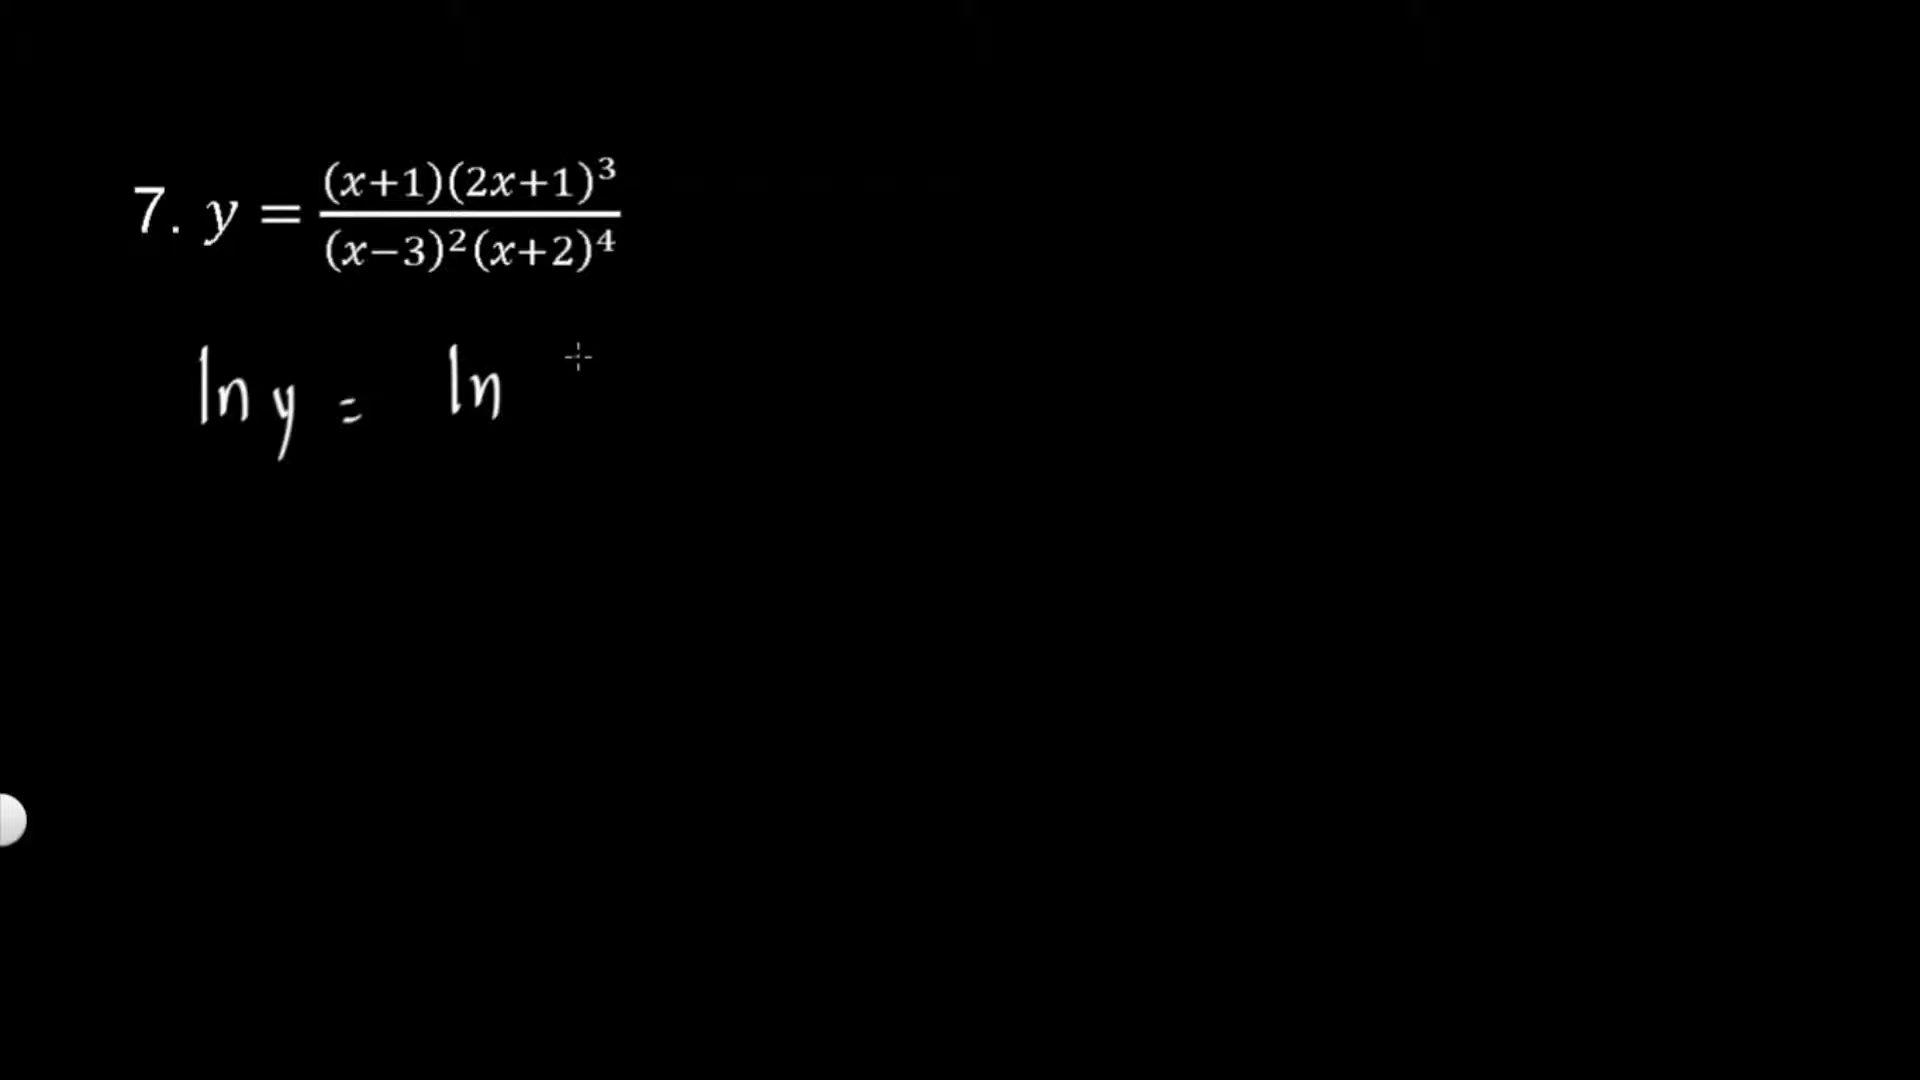 7. y = (x+1)(2x+1)³ / (x−3)²(x+2)⁴
ln y = ln